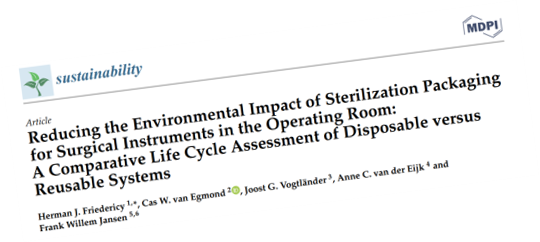 MDPI
sustainability
Article
Reducing the Environmental Impact of Sterilization Packaging
for Surgical Instruments in the Operating Room:
A Comparative Life Cycle Assessment of Disposable versus
Reusable Systems
Herman J. Friedericy 1,*, Cas W. van Egmond 2, Joost G. Vogtländer 3, Anne C. van der Eijk 4 and
Frank Willem Jansen 5,6